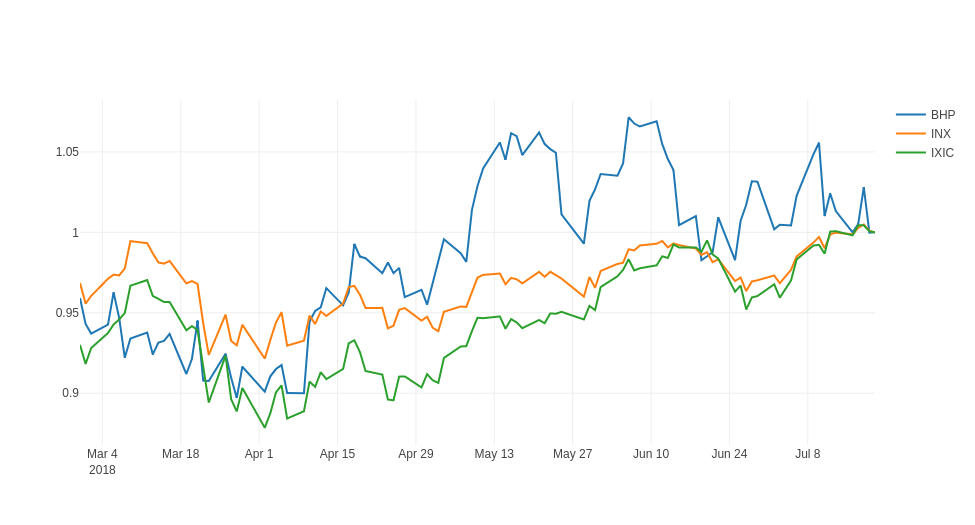 BHP
INX
IXIC
1.05
1
0.95
0.9
Mar 4
2018
Mar 18
Apr 1
Apr 15
Apr 29
May 13
May 27
Jun 10
Jun 24
Jul 8